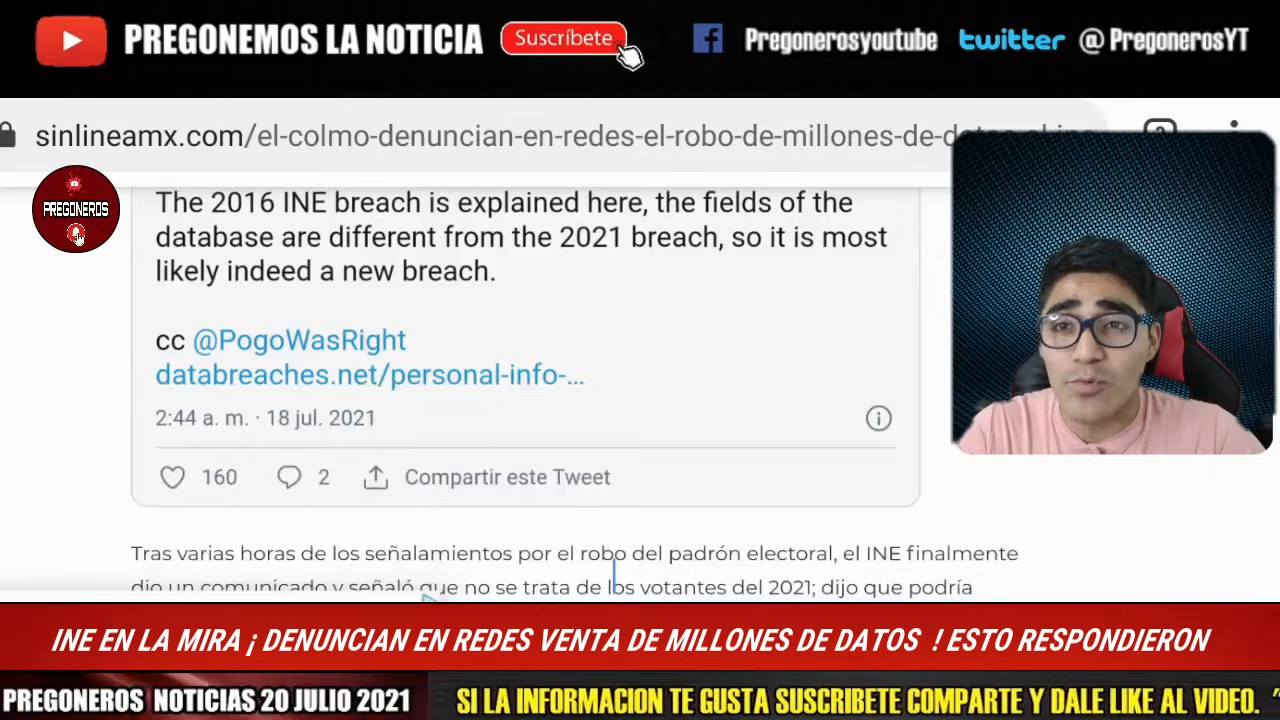 PREGONEMOS LA NOTICIA
Suscríbete
Pregonerosyoutube
twitter @ PregonerosYT
sinlineamx.com/el-colmo-denuncian-en-redes-el-robo-de-millones-de-
PREGONEROS
The 2016 INE breach is explained here, the fields of the
database are different from the 2021 breach, so it is most
likely indeed a new breach.
cc @PogoWasRight
databreaches.net/personal-info-...
2:44 a. m. · 18 jul. 2021
160
2
Compartir este Tweet
Tras varias horas de los señalamientos por el robo del padrón electoral, el INE finalmente
dio un comunicado y señaló que no se trata de los votantes del 2021; dijo que podría
INE EN LA MIRA ¡ DENUNCIAN EN REDES VENTA DE MILLONES DE DATOS ! ESTO RESPONDIERON
PREGONEROS NOTICIAS 20 JULIO 2021
SI LA INFORMACION TE GUSTA SUSCRIBETE COMPARTE Y DALE LIKE AL VIDEO. "